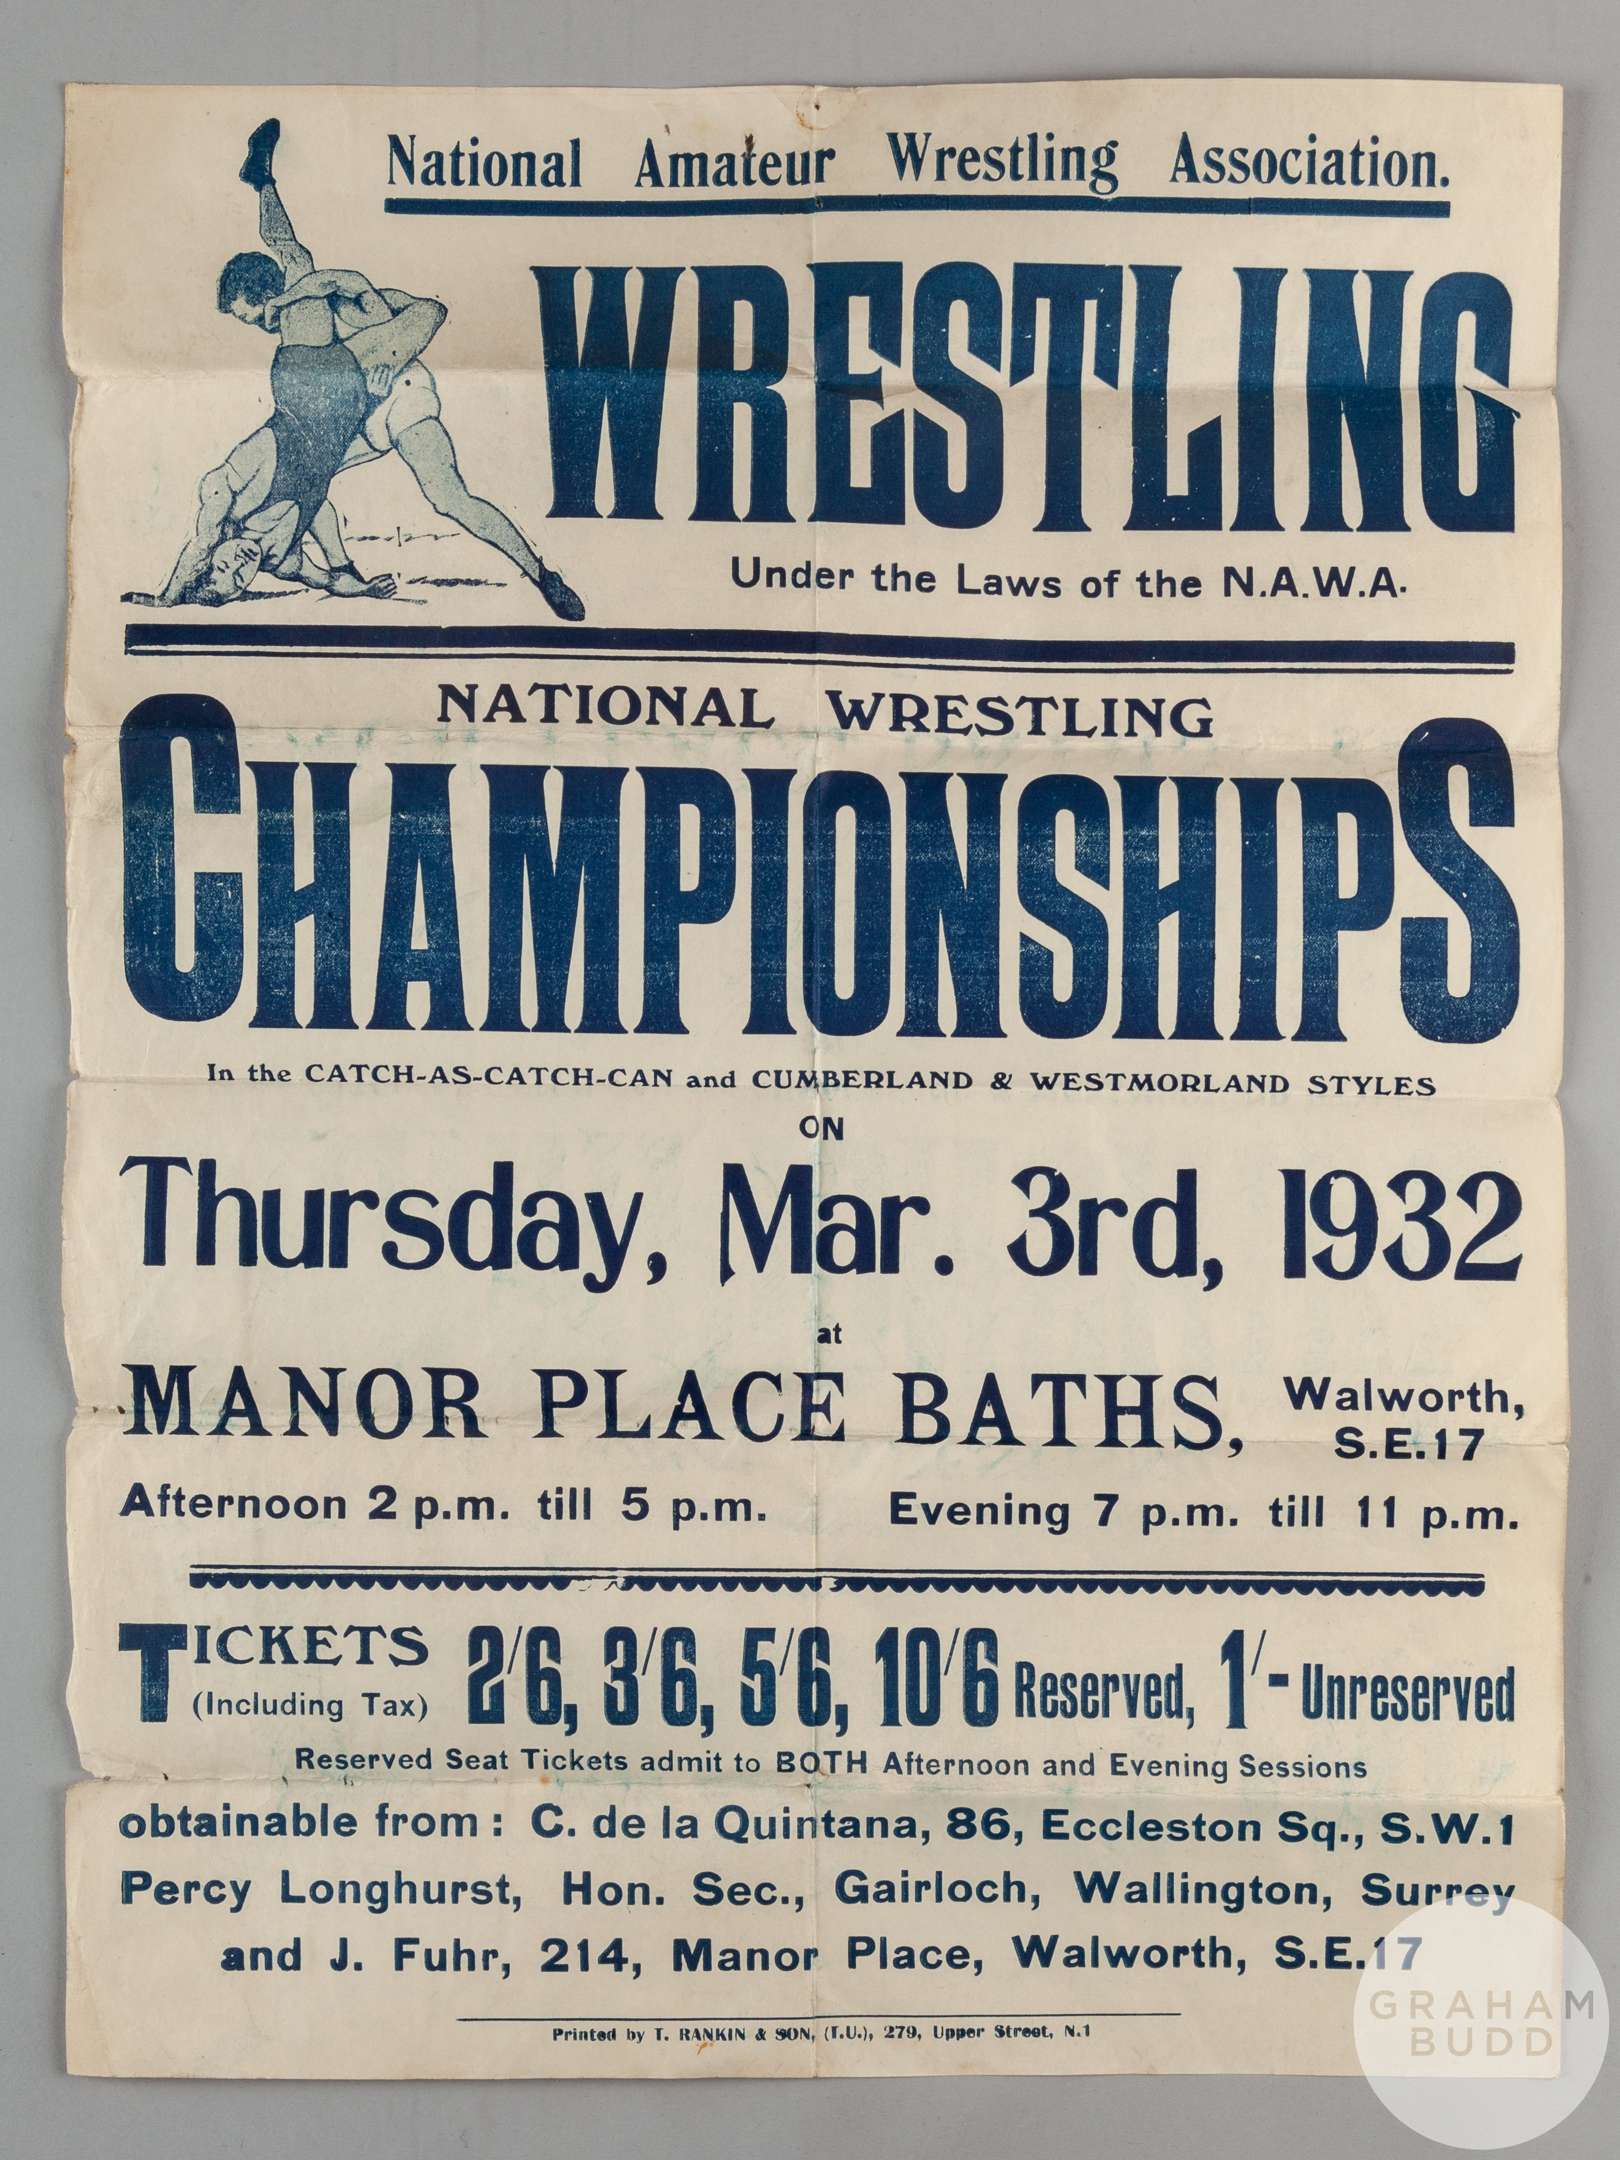 National Amateur Wrestling Association.
WRESTLING
Under the Laws of the N.A.W.A.
NATIONAL WRESTLING
CHAMPIONSHIPS
In the CATCH-AS-CATCH-CAN and CUMBERLAND & WESTMORLAND STYLES
ON
Thursday, Mar. 3rd, 1932
at
MANOR PLACE BATHS, Walworth, S.E.17
Afternoon 2 p.m. till 5 p.m. Evening 7 p.m. till 11 p.m.
TICKETS (Including Tax) 2/6, 3/6, 5/6, 10/6 Reserved, 1/- Unreserved
Reserved Seat Tickets admit to BOTH Afternoon and Evening Sessions
obtainable from: C. de la Quintana, 86, Eccleston Sq., S.W.1
Percy Longhurst, Hon. Sec., Gairloch, Wallington, Surrey
and J. Fuhr, 214, Manor Place, Walworth, S.E.17
Printed by T. RANKIN & SON, (T.U.), 279, Upper Street, N.1
GRAHAM
BUDD